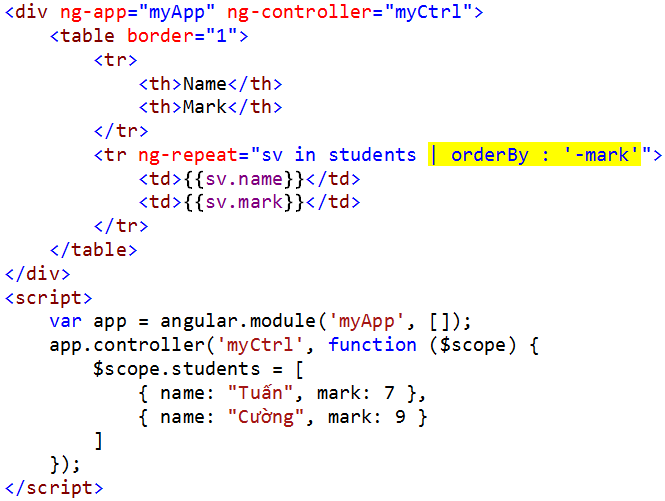 <div ng-app="myApp" ng-controller="myCtrl">
    <table border="1">
        <tr>
            <th>Name</th>
            <th>Mark</th>
        </tr>
        <tr ng-repeat="sv in students | orderBy : '-mark'">
            <td>{{sv.name}}</td>
            <td>{{sv.mark}}</td>
        </tr>
    </table>
</div>
<script>
    var app = angular.module('myApp', []);
    app.controller('myCtrl', function ($scope) {
        $scope.students = [
            { name: "Tuấn", mark: 7 },
            { name: "Cường", mark: 9 }
        ]
    });
</script>